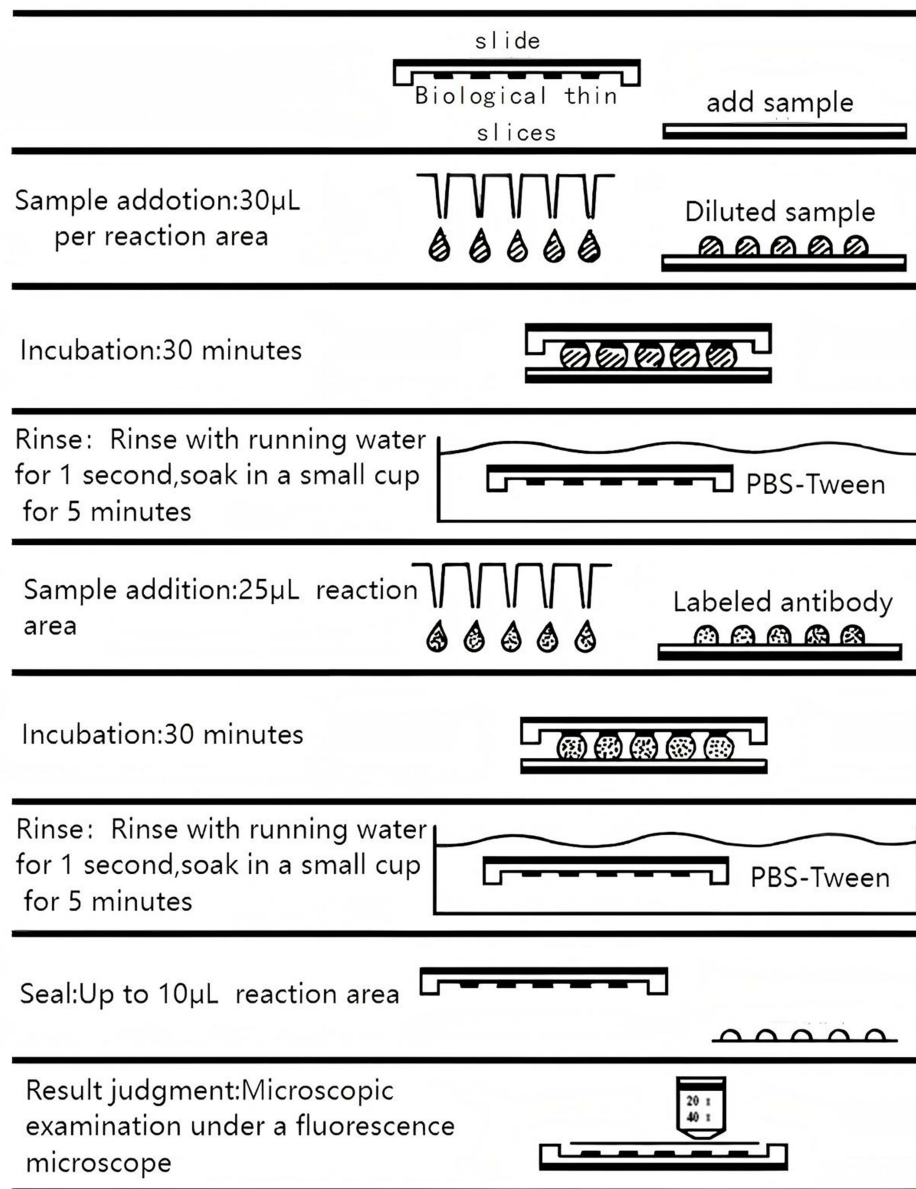 slide
Biological thin
slices
add sample
Sample addotion:30μL
per reaction area
Diluted sample
Incubation:30 minutes
Rinse: Rinse with running water
for 1 second,soak in a small cup
for 5 minutes
PBS-Tween
Sample addition:25μL reaction
area
Labeled antibody
Incubation:30 minutes
Rinse: Rinse with running water
for 1 second,soak in a small cup
for 5 minutes
PBS-Tween
Seal:Up to 10μL reaction area
Result judgment:Microscopic
examination under a fluorescence
microscope
20 x
40 x